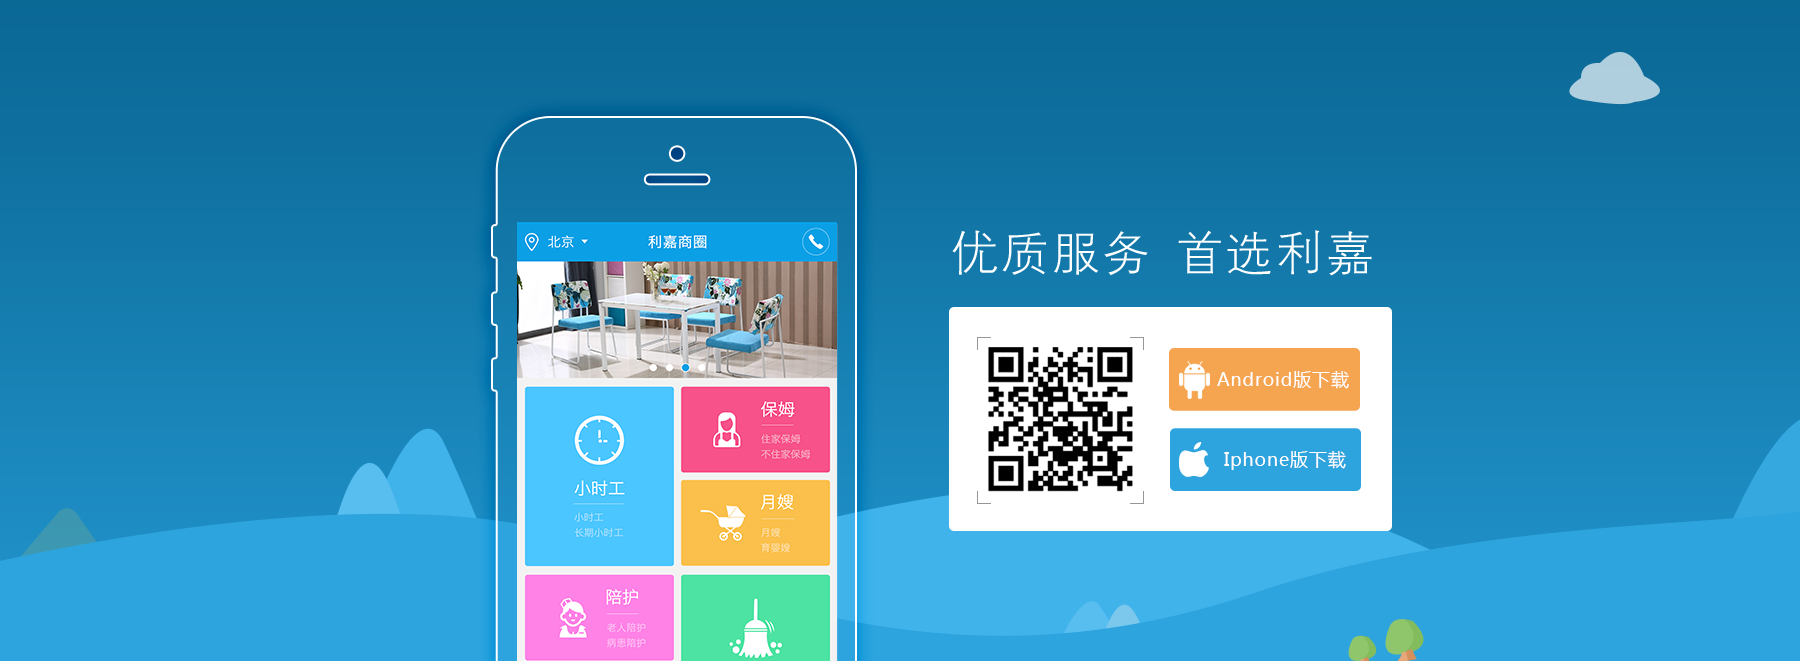 北京
利嘉商圈
小时工
小时工
长期小时工
保姆
住家保姆
不住家保姆
月嫂
月嫂
育婴嫂
陪护
老人陪护
病患陪护
优质服务 首选利嘉
Android版下载
Iphone版下载